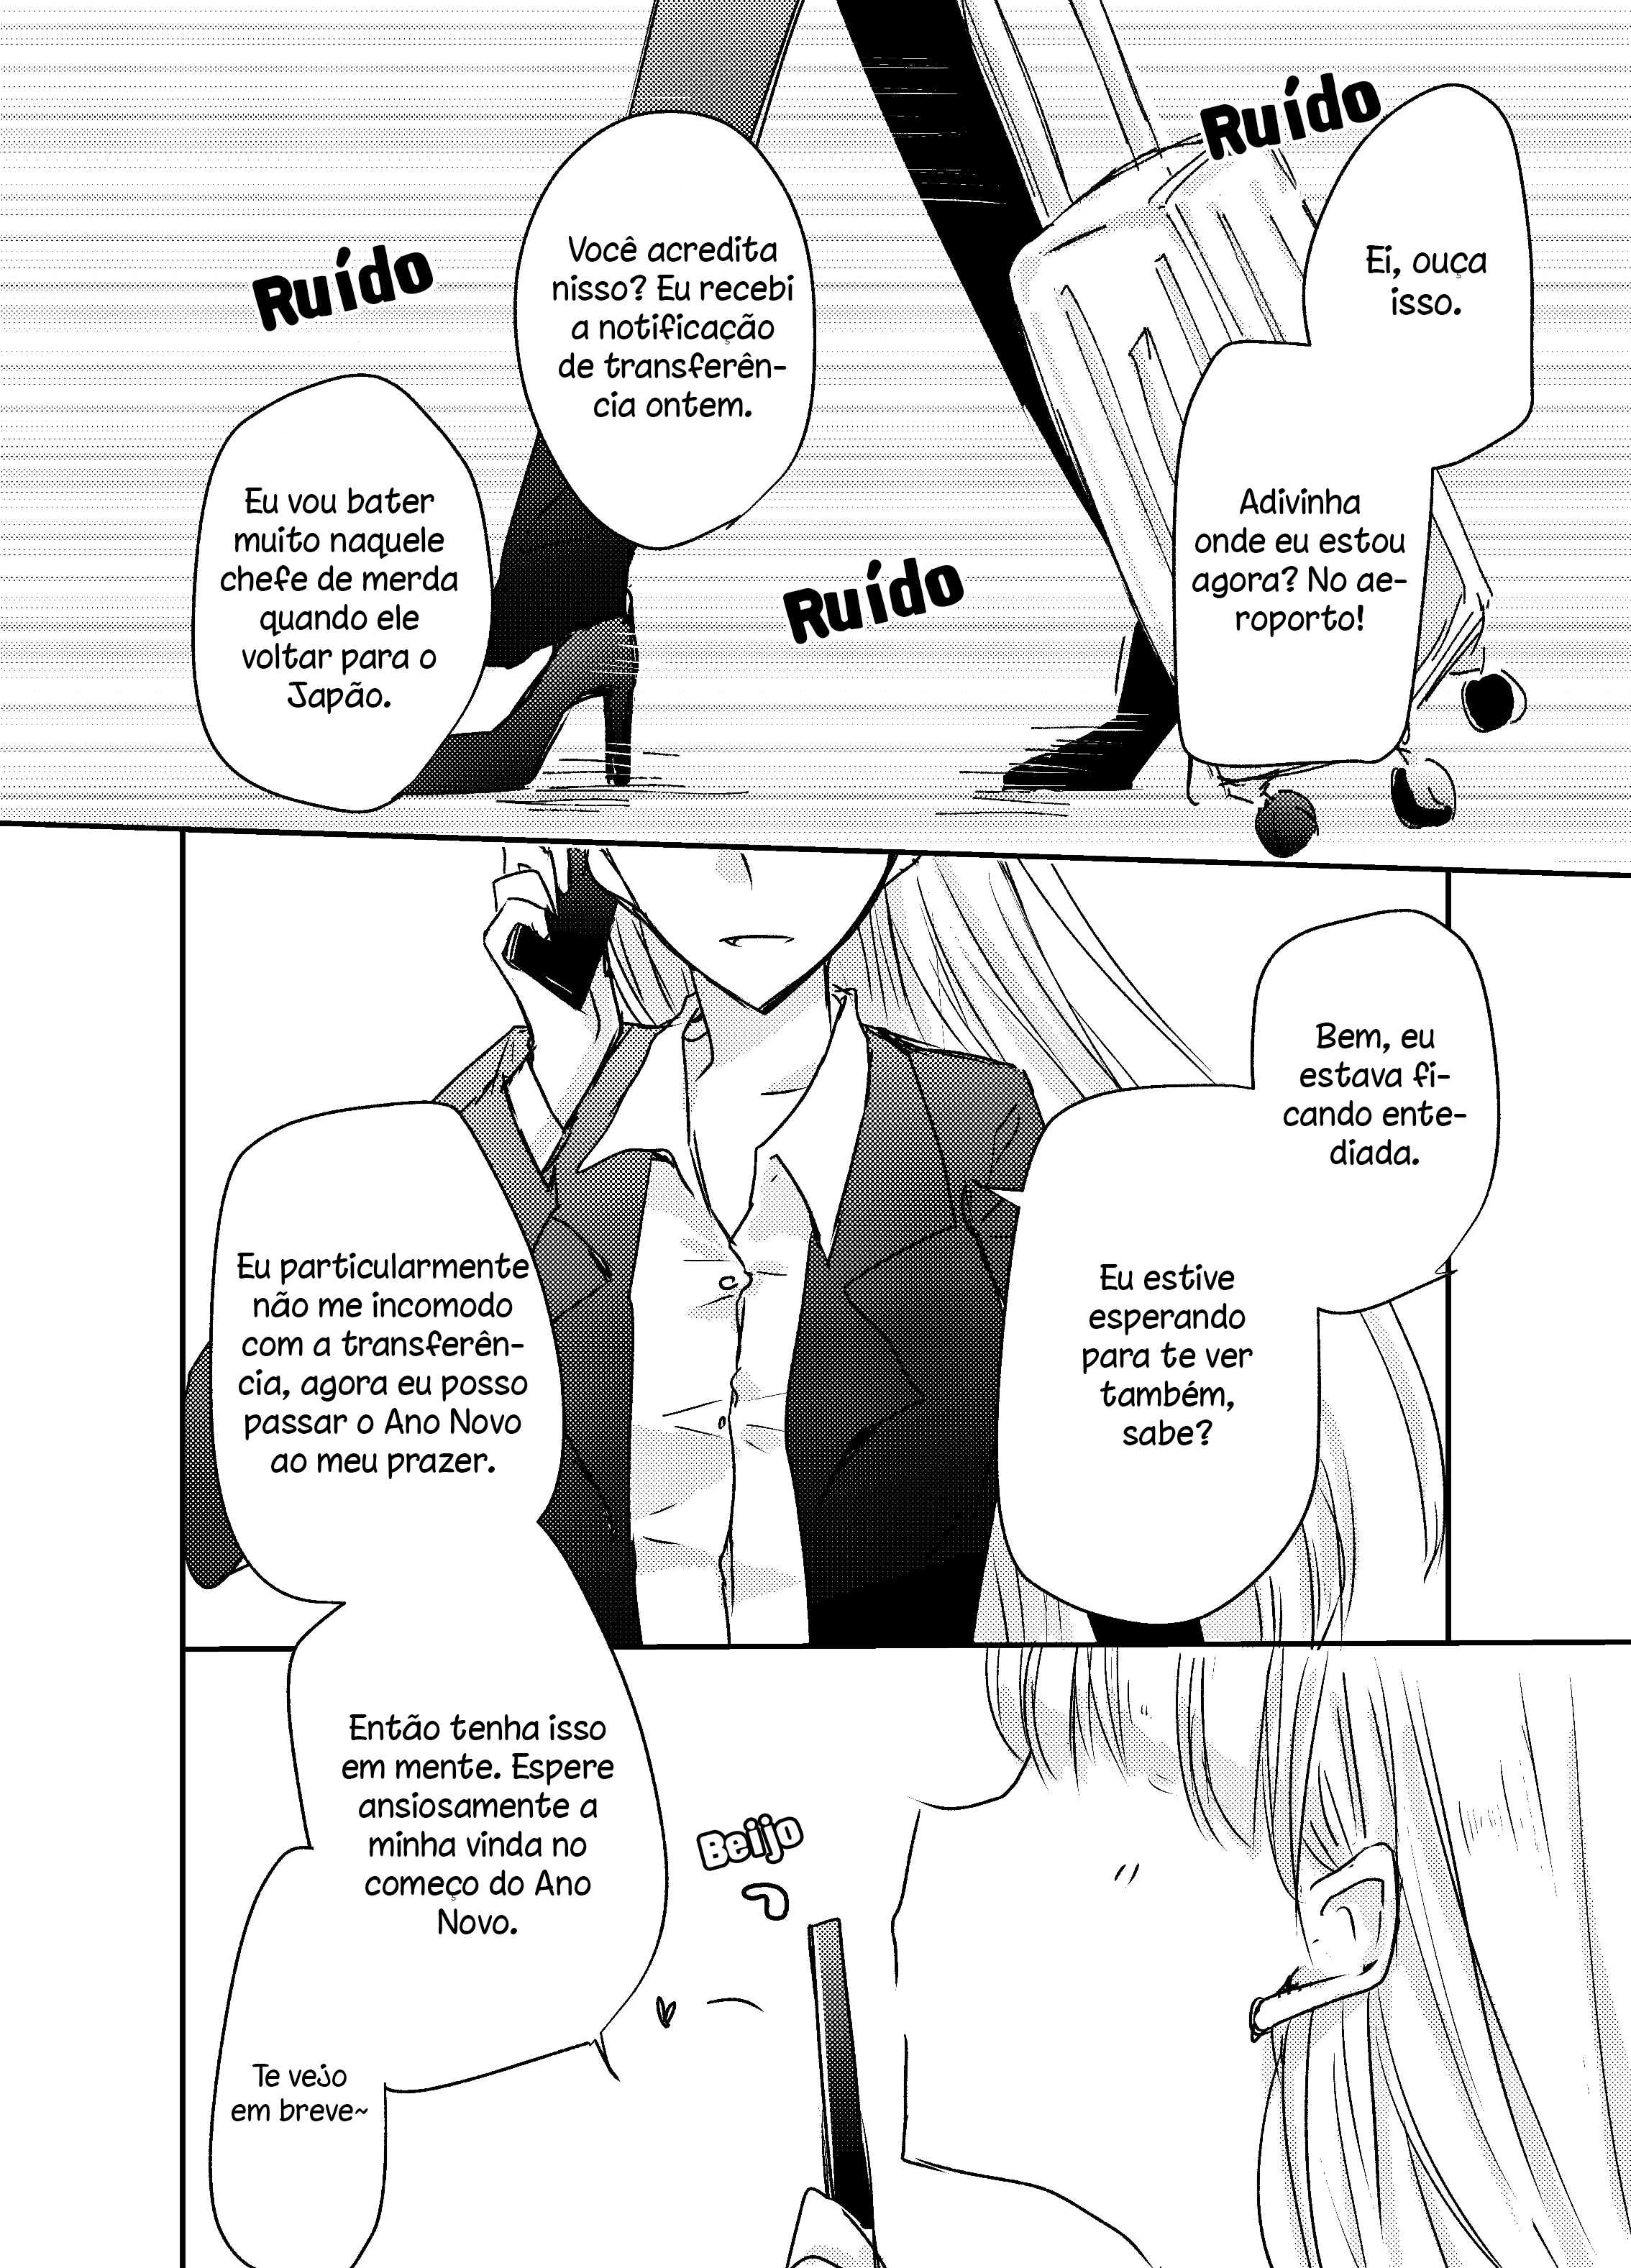 Ruído
Ei, ouça
isso.
Adivinha
onde eu estou
agora? No ae-
roporto!
Você acredita
nisso? Eu recebi
a notificação
de transferên-
cia ontem.
Ruído
Ruído
Eu vou bater
muito naquele
chefe de merda
quando ele
voltar para o
Japão.
Bem, eu
estava fi-
cando ente-
diada.
Eu estive
esperando
para te ver
também,
sabe?
Eu particularmente
não me incomodo
com a transferên-
cia, agora eu posso
passar o Ano Novo
ao meu prazer.
Então tenha isso
em mente. Espere
ansiosamente a
minha vinda no
começo do Ano
Novo.
Beijo
Te vejo
em breve~